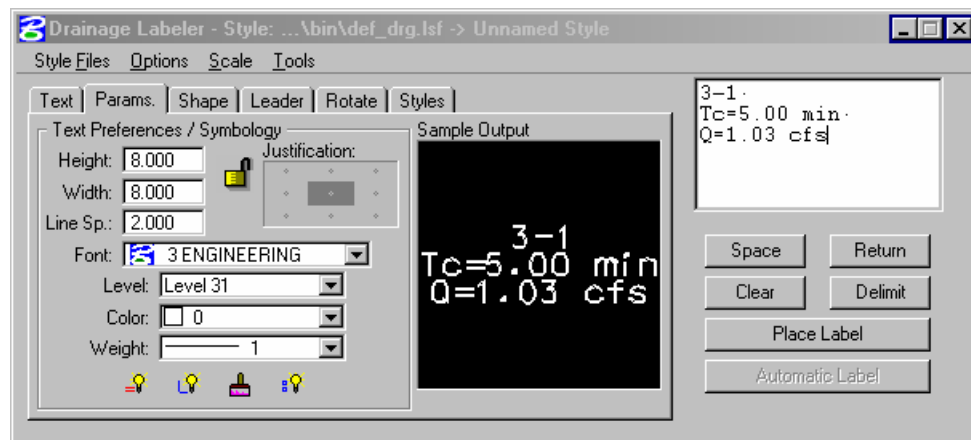 Drainage Labeler - Style: ...\bin\def_drg.lsf -> Unnamed Style
Style Files Options Scale Tools
Text Params. Shape Leader Rotate Styles
Text Preferences / Symbology
Height: 8.000
Width: 8.000
Line Sp.: 2.000
Justification:
Font: 3 ENGINEERING
Level: Level 31
Color: 0
Weight: 1
Sample Output
3-1
Tc=5.00 min
Q=1.03 cfs
3-1·
Tc=5.00 min·
Q=1.03 cfs
Space Return
Clear Delimit
Place Label
Automatic Label